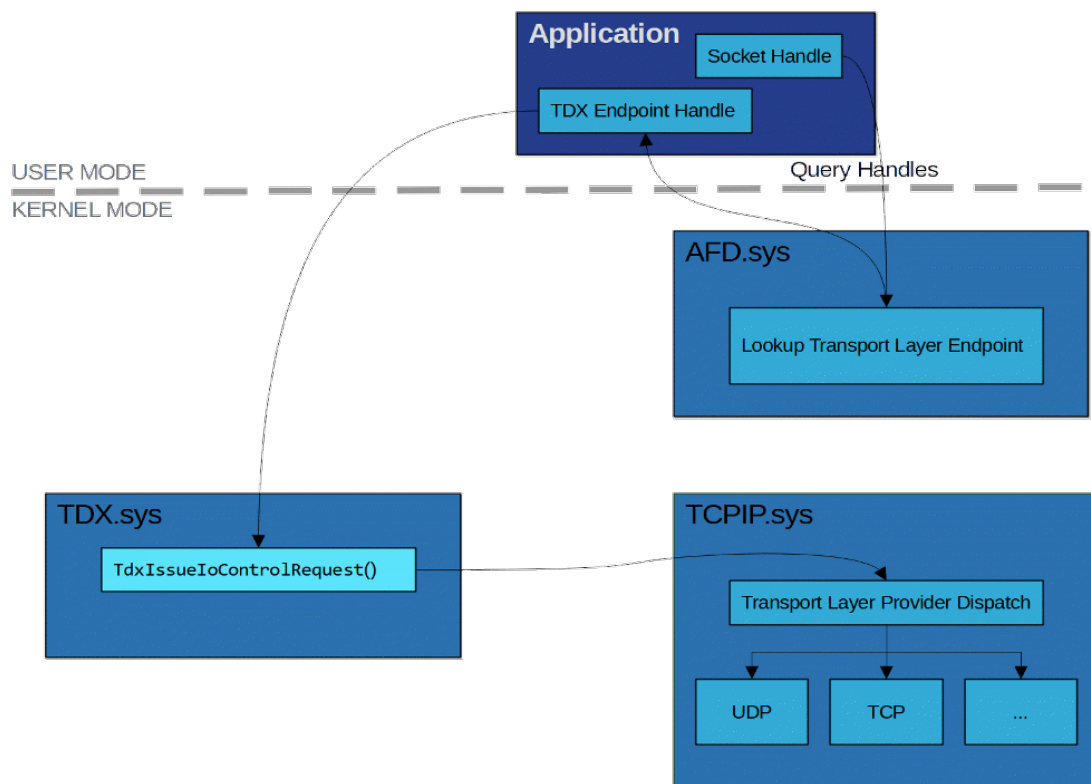 Application
Socket Handle
TDX Endpoint Handle
USER MODE
Query Handles
KERNEL MODE
AFD.sys
Lookup Transport Layer Endpoint
TDX.sys
TdxIssueIoControlRequest()
TCPIP.sys
Transport Layer Provider Dispatch
UDP
TCP
...